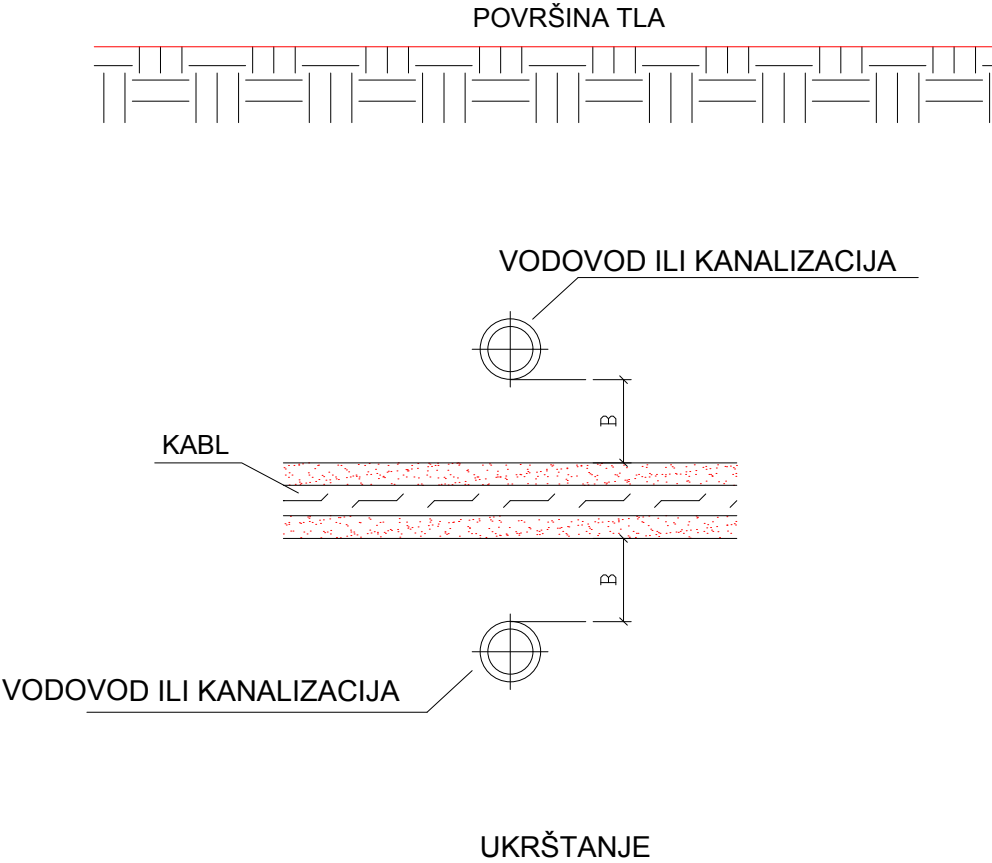 POVRŠINA TLA
VODOVOD ILI KANALIZACIJA
B
KABL
B
VODOVOD ILI KANALIZACIJA
UKRŠTANJE